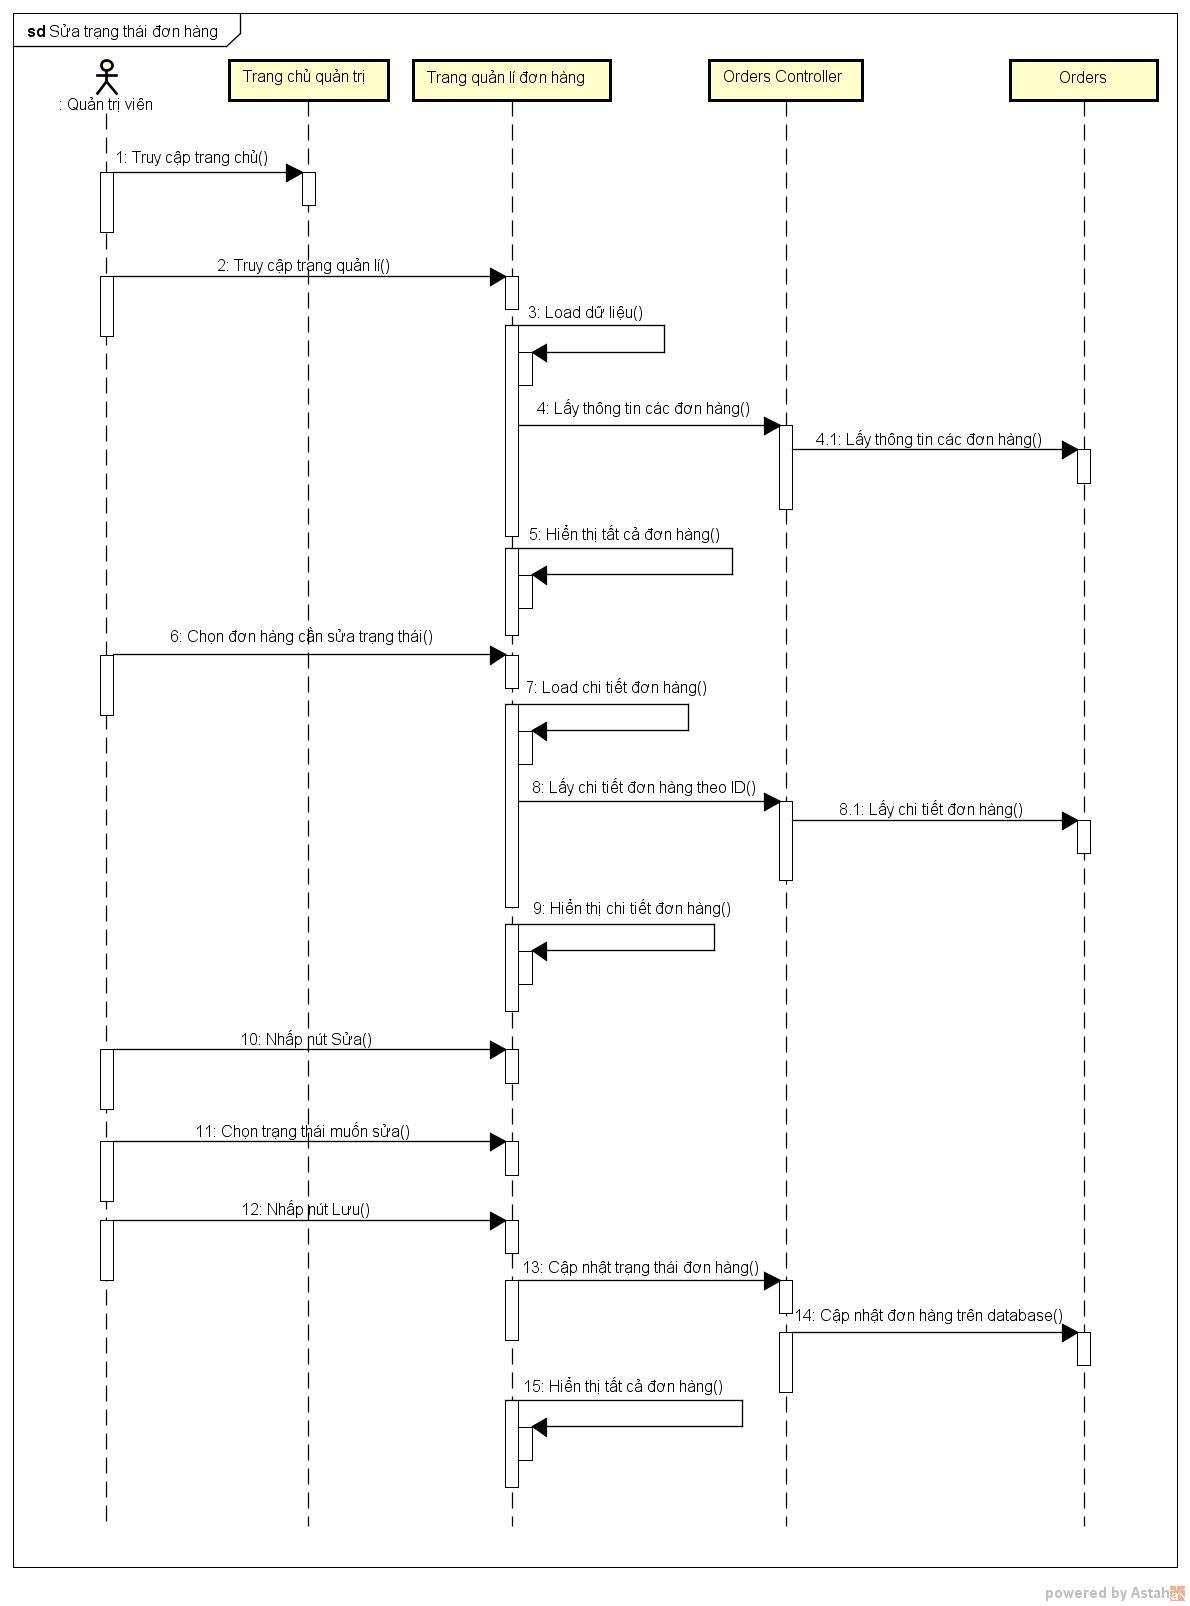 sd Sửa trạng thái đơn hàng
: Quản trị viên
Trang chủ quản trị
Trang quản lí đơn hàng
Orders Controller
Orders
1: Truy cập trang chủ()
2: Truy cập trang quản lí()
3: Load dữ liệu()
4: Lấy thông tin các đơn hàng()
4.1: Lấy thông tin các đơn hàng()
5: Hiển thị tất cả đơn hàng()
6: Chọn đơn hàng cần sửa trạng thái()
7: Load chi tiết đơn hàng()
8: Lấy chi tiết đơn hàng theo ID()
8.1: Lấy chi tiết đơn hàng()
9: Hiển thị chi tiết đơn hàng()
10: Nhấp nút Sửa()
11: Chọn trạng thái muốn sửa()
12: Nhấp nút Lưu()
13: Cập nhật trạng thái đơn hàng()
14: Cập nhật đơn hàng trên database()
15: Hiển thị tất cả đơn hàng()
powered by Astah